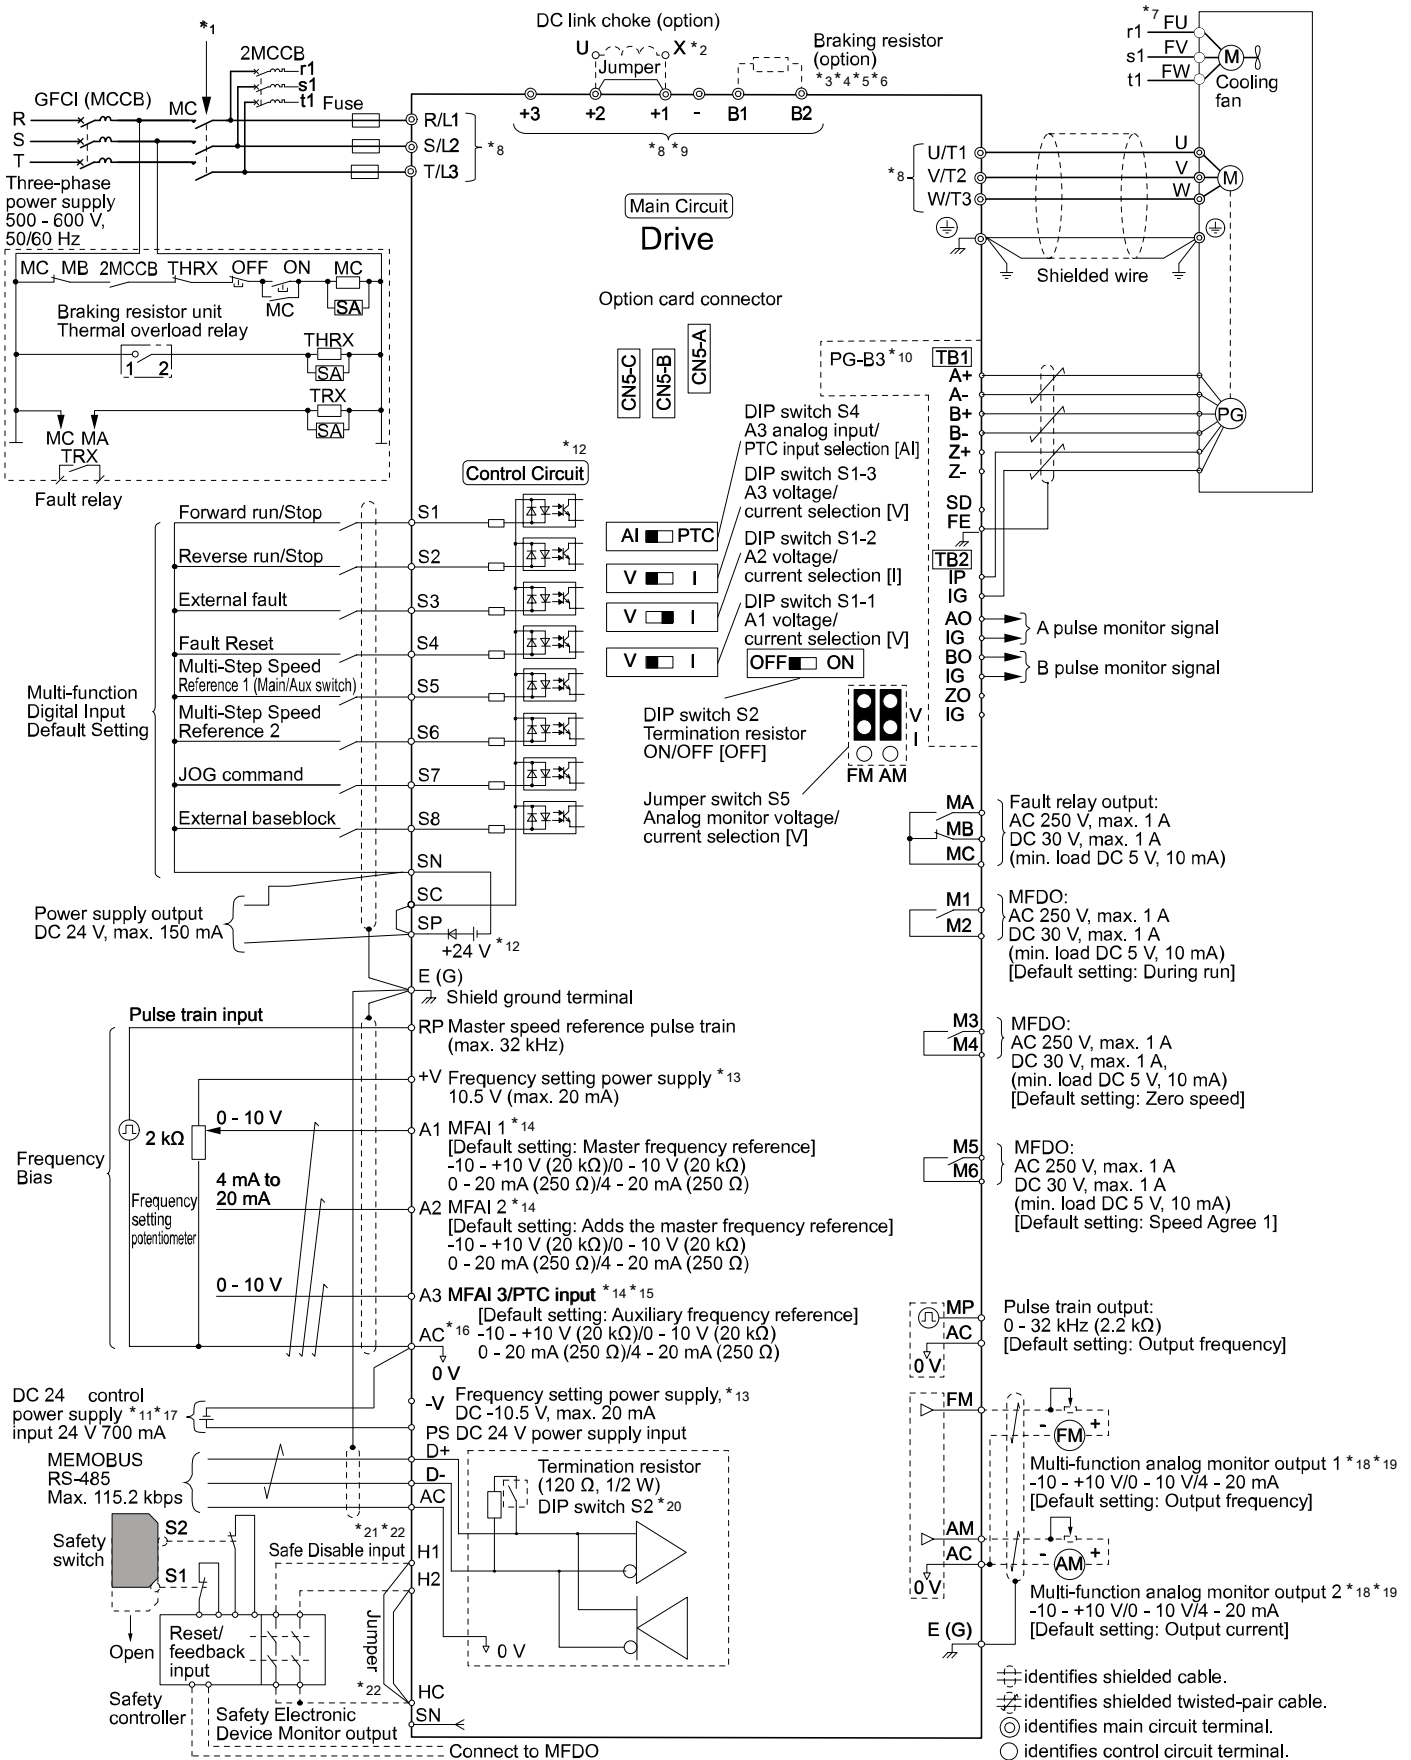 *1
DC link choke (option)
U X *2
Jumper
Braking resistor
(option)
*3*4*5*6
*7
r1 FU
s1 FV
t1 FW
M
Cooling
fan
2MCCB
r1
s1
t1
GFCI (MCCB)
MC
Fuse
R
S
T
R/L1
S/L2
T/L3
*8
+3 +2 +1 - B1 B2
*8 *9
Three-phase
power supply
500 - 600 V,
50/60 Hz
Main Circuit
Drive
*8
U/T1
V/T2
W/T3
U
V
W
M
Shielded wire
MC MB 2MCCB THRX OFF ON MC
MC
SA
Braking resistor unit
Thermal overload relay
1 2
THRX
SA
TRX
SA
MC MA
TRX
Fault relay
Option card connector
CN5-C
CN5-B
CN5-A
PG-B3 *10
TB1
A+
A-
B+
B-
Z+
Z-
SD
FE
TB2
IP
IG
AO
IG
BO
IG
ZO
IG
PG
A pulse monitor signal
B pulse monitor signal
*12
Control Circuit
DIP switch S4
A3 analog input/
PTC input selection [AI]
DIP switch S1-3
A3 voltage/
current selection [V]
DIP switch S1-2
A2 voltage/
current selection [I]
DIP switch S1-1
A1 voltage/
current selection [V]
AI PTC
V I
V I
V I
OFF ON
DIP switch S2
Termination resistor
ON/OFF [OFF]
V
I
FM AM
Jumper switch S5
Analog monitor voltage/
current selection [V]
Multi-function
Digital Input
Default Setting
Forward run/Stop
S1
Reverse run/Stop
S2
External fault
S3
Fault Reset
S4
Multi-Step Speed
Reference 1 (Main/Aux switch)
S5
Multi-Step Speed
Reference 2
S6
JOG command
S7
External baseblock
S8
SN
SC
SP
Power supply output
DC 24 V, max. 150 mA
+24 V *12
E (G)
Shield ground terminal
MA
MB
MC
Fault relay output:
AC 250 V, max. 1 A
DC 30 V, max. 1 A
(min. load DC 5 V, 10 mA)
M1
M2
MFDO:
AC 250 V, max. 1 A
DC 30 V, max. 1 A
(min. load DC 5 V, 10 mA)
[Default setting: During run]
M3
M4
MFDO:
AC 250 V, max. 1 A
DC 30 V, max. 1 A,
(min. load DC 5 V, 10 mA)
[Default setting: Zero speed]
M5
M6
MFDO:
AC 250 V, max. 1 A
DC 30 V, max. 1 A
(min. load DC 5 V, 10 mA)
[Default setting: Speed Agree 1]
Pulse train input
RP Master speed reference pulse train
(max. 32 kHz)
+V Frequency setting power supply *13
10.5 V (max. 20 mA)
Frequency
Bias
2 kΩ
Frequency
setting
potentiometer
0 - 10 V
A1 MFAI 1 *14
[Default setting: Master frequency reference]
-10 - +10 V (20 kΩ)/0 - 10 V (20 kΩ)
0 - 20 mA (250 Ω)/4 - 20 mA (250 Ω)
4 mA to
20 mA
A2 MFAI 2 *14
[Default setting: Adds the master frequency reference]
-10 - +10 V (20 kΩ)/0 - 10 V (20 kΩ)
0 - 20 mA (250 Ω)/4 - 20 mA (250 Ω)
0 - 10 V
A3 MFAI 3/PTC input *14 *15
[Default setting: Auxiliary frequency reference]
AC *16
-10 - +10 V (20 kΩ)/0 - 10 V (20 kΩ)
0 - 20 mA (250 Ω)/4 - 20 mA (250 Ω)
0 V
-V Frequency setting power supply, *13
DC -10.5 V, max. 20 mA
PS DC 24 V power supply input
DC 24 control
power supply *11*17
input 24 V 700 mA
MEMOBUS
RS-485
Max. 115.2 kbps
D+
D-
AC
Termination resistor
(120 Ω, 1/2 W)
DIP switch S2 *20
0 V
MP
AC
0 V
Pulse train output:
0 - 32 kHz (2.2 kΩ)
[Default setting: Output frequency]
FM
- +
FM
Multi-function analog monitor output 1 *18 *19
-10 - +10 V/0 - 10 V/4 - 20 mA
[Default setting: Output frequency]
AM
AC
0 V
- +
AM
Multi-function analog monitor output 2 *18 *19
-10 - +10 V/0 - 10 V/4 - 20 mA
[Default setting: Output current]
E (G)
Safety
switch
S2
S1
Open
*21 *22
Safe Disable input
H1
H2
Jumper
*22
HC
SN
Reset/
feedback
input
Safety
controller
Safety Electronic
Device Monitor output
Connect to MFDO
identifies shielded cable.
identifies shielded twisted-pair cable.
identifies main circuit terminal.
identifies control circuit terminal.